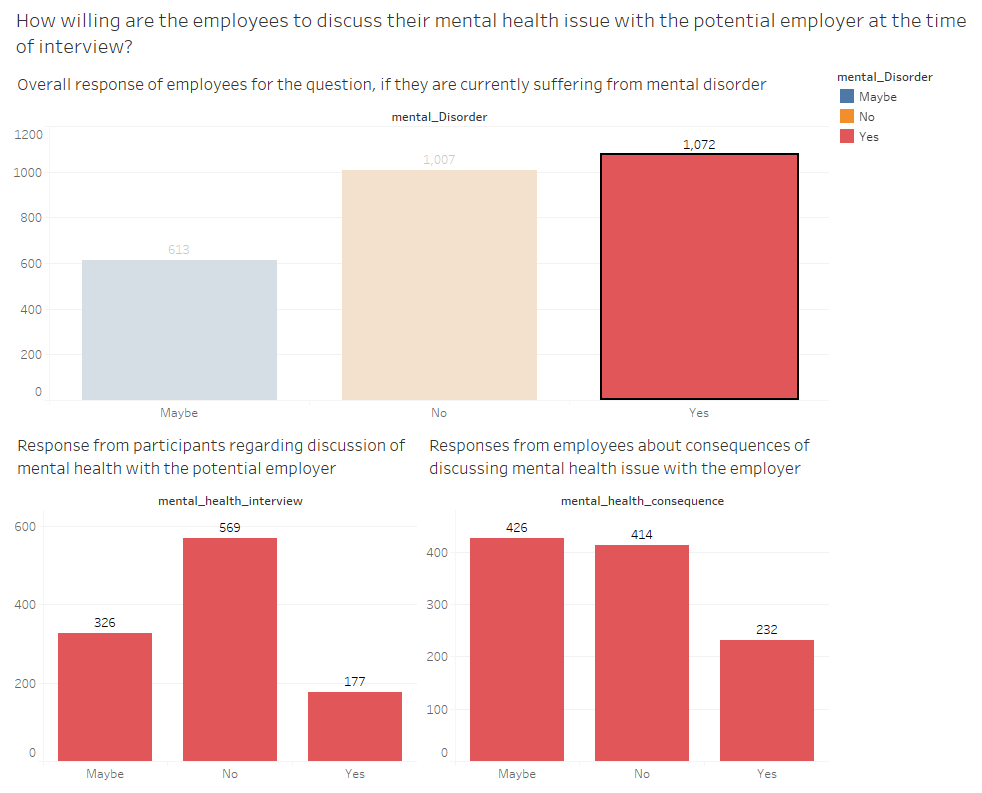 How willing are the employees to discuss their mental health issue with the potential employer at the time
of interview?
Overall response of employees for the question, if they are currently suffering from mental disorder
mental_Disorder
Maybe
No
Yes
mental_Disorder
1200
1000
800
600
400
200
0
613
1,007
1,072
Maybe
No
Yes
Response from participants regarding discussion of
mental health with the potential employer
mental_health_interview
600
400
200
0
326
569
177
Maybe
No
Yes
Responses from employees about consequences of
discussing mental health issue with the employer
mental_health_consequence
400
300
200
100
0
426
414
232
Maybe
No
Yes